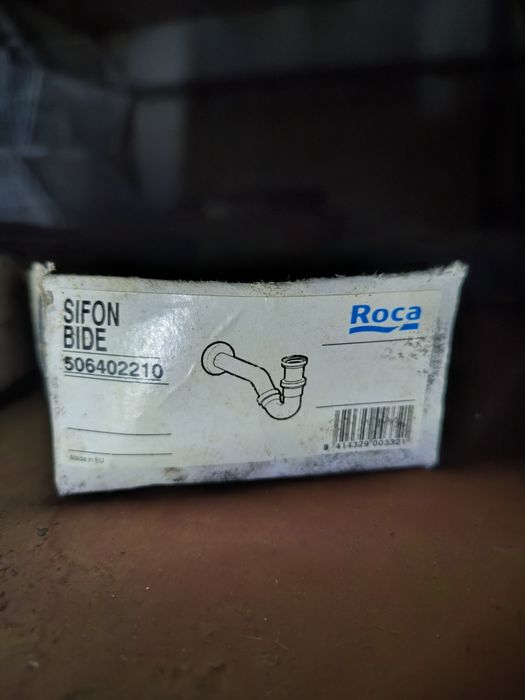 SIFON
BIDE
506402210
Roca
Made in EU
8 414329 003321